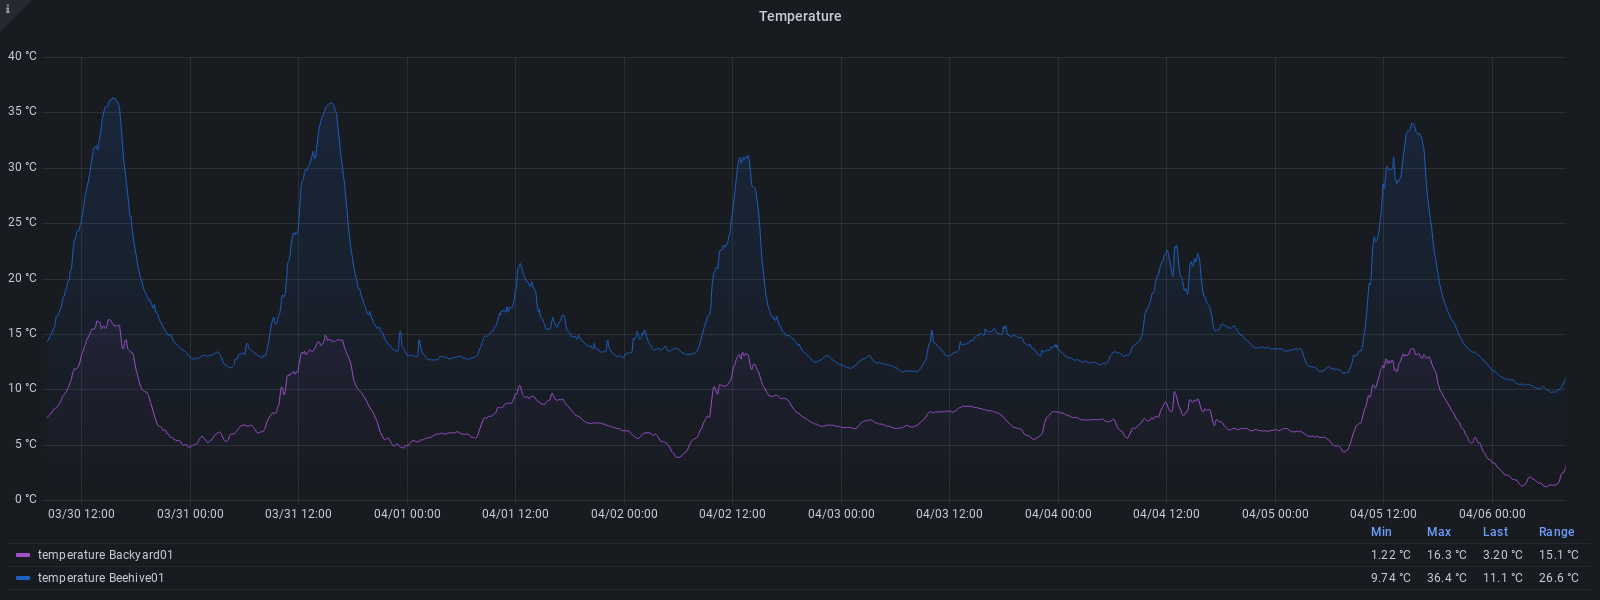 i
Temperature
40 °C
35 °C
30 °C
25 °C
20 °C
15 °C
10 °C
5 °C
0 °C
03/30 12:00 03/31 00:00 03/31 12:00 04/01 00:00 04/01 12:00 04/02 00:00 04/02 12:00 04/03 00:00 04/03 12:00 04/04 00:00 04/04 12:00 04/05 00:00 04/05 12:00 04/06 00:00
Min Max Last Range
temperature Backyard01 1.22 °C 16.3 °C 3.20 °C 15.1 °C
temperature Beehive01 9.74 °C 36.4 °C 11.1 °C 26.6 °C